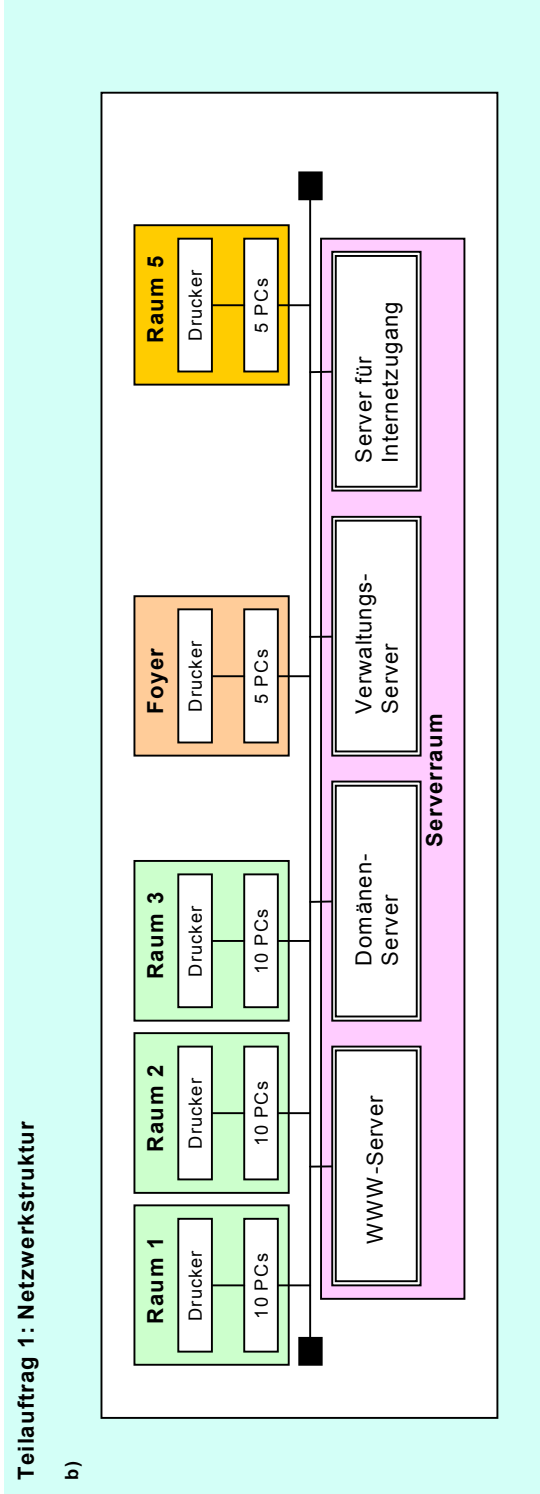 Teilauftrag 1: Netzwerkstruktur
b)
Raum 1
Drucker
10 PCs
Raum 2
Drucker
10 PCs
Raum 3
Drucker
10 PCs
Foyer
Drucker
5 PCs
Raum 5
Drucker
5 PCs
WWW-Server
Domänen-
Server
Verwaltungs-
Server
Server für
Internetzugang
Serverraum